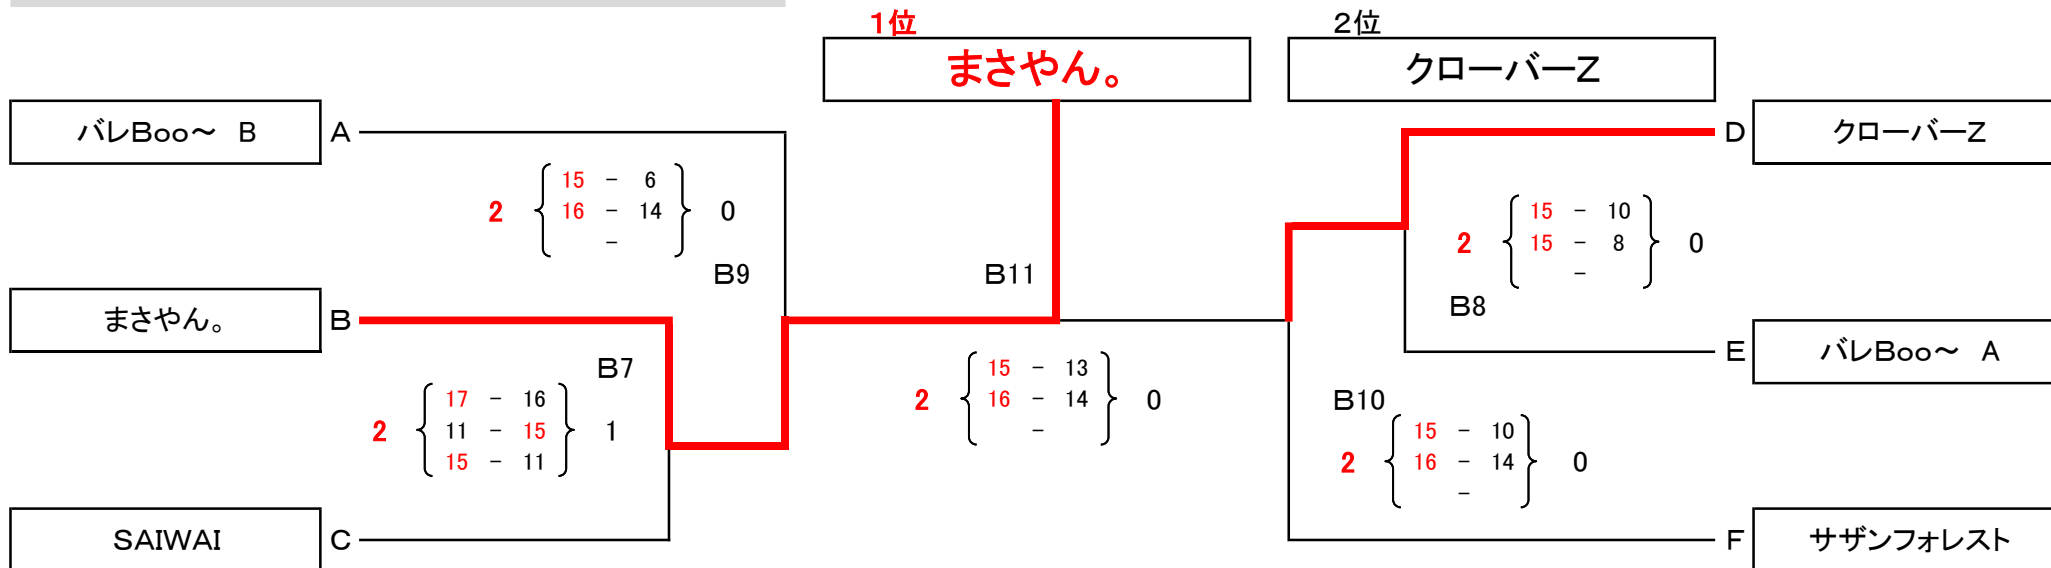 1位
2位
まさやん。
クローバーZ
バレBoo～　B
A
D
クローバーZ
15 - 6
2 16 - 14 0
-
15 - 10
2 15 - 8 0
-
B9
B11
B8
まさやん。
B
E
バレBoo～　A
B7
15 - 13
2 16 - 14 0
-
17 - 16
2 11 - 15 1
15 - 11
B10
15 - 10
2 16 - 14 0
-
SAIWAI
C
F
サザンフォレスト